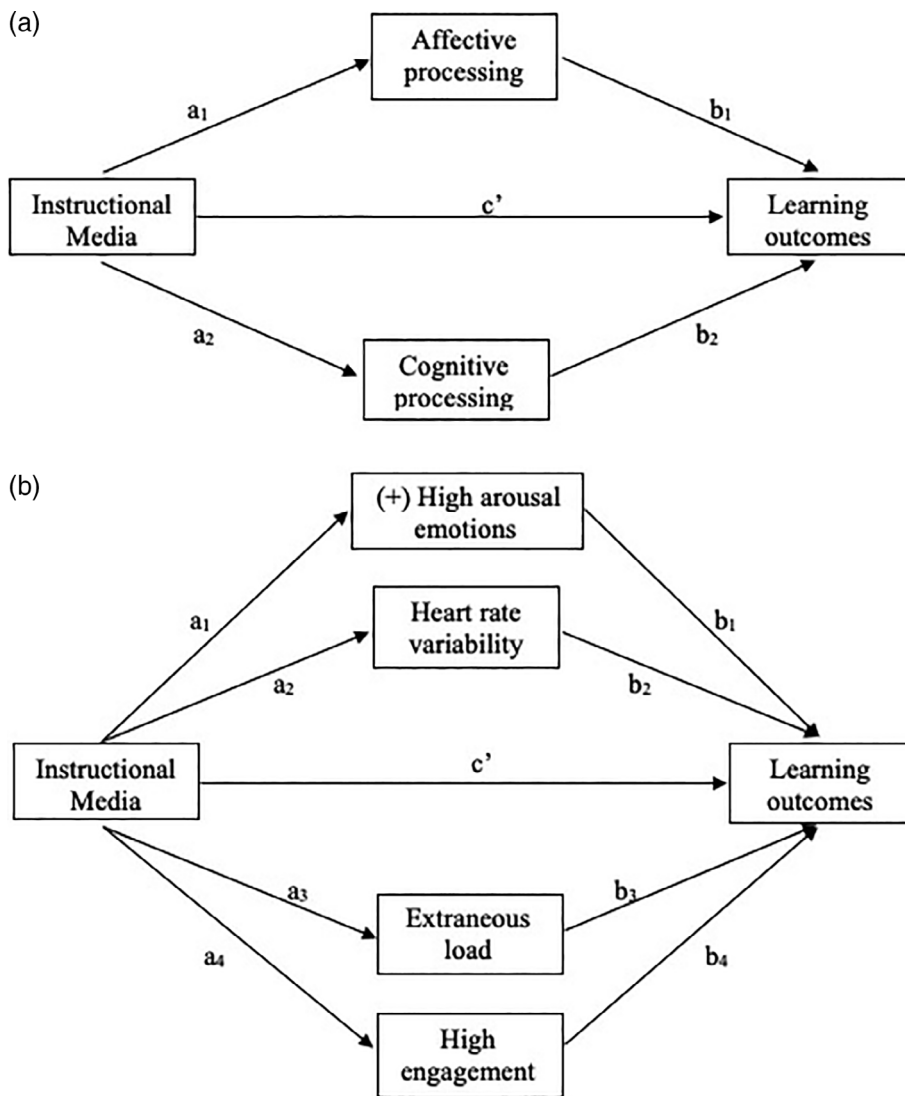 (a)
Affective
processing
a₁
b₁
Instructional
Media
c’
Learning
outcomes
a₂
b₂
Cognitive
processing
(b)
(+) High arousal
emotions
a₁
b₁
Heart rate
variability
a₂
b₂
Instructional
Media
c’
Learning
outcomes
a₃
b₃
Extraneous
load
a₄
b₄
High
engagement